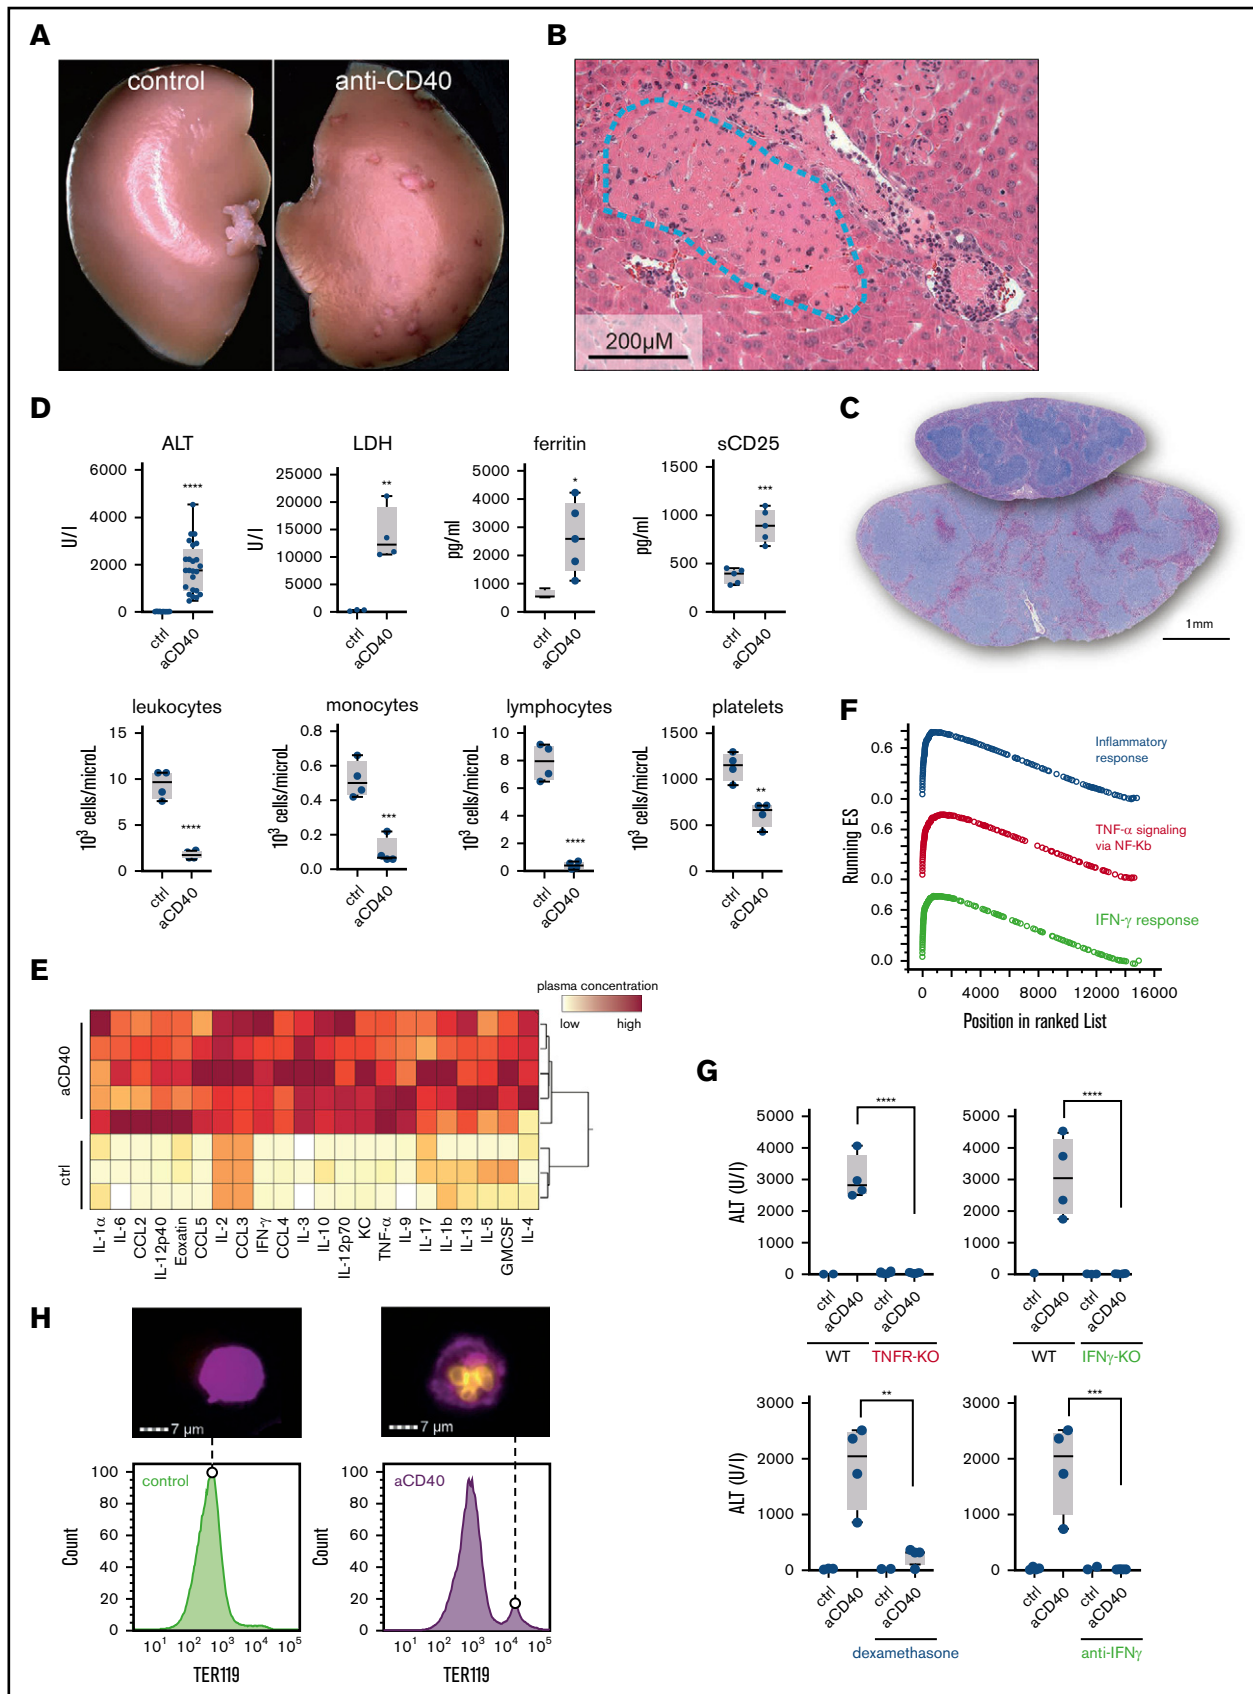 A
control
anti-CD40
B
200µM
C
1mm
D
ALT
U/l
6000
4000
2000
0
ctrl
aCD40
****
LDH
U/l
25000
20000
15000
10000
5000
0
ctrl
aCD40
**
ferritin
pg/ml
5000
4000
3000
2000
1000
0
ctrl
aCD40
*
sCD25
pg/ml
1500
1000
500
0
ctrl
aCD40
***
leukocytes
10³ cells/microL
15
10
5
0
ctrl
aCD40
****
monocytes
10³ cells/microL
0.8
0.6
0.4
0.2
0.0
ctrl
aCD40
***
lymphocytes
10³ cells/microL
10
8
6
4
2
0
ctrl
aCD40
****
platelets
10³ cells/microL
1500
1000
500
0
ctrl
aCD40
**
E
plasma concentration
low high
aCD40
ctrl
IL-1α
IL-6
CCL2
IL-12p40
Eoxatin
CCL5
IL-2
CCL3
IFN-γ
CCL4
IL-3
IL-10
IL-12p70
KC
TNF-α
IL-9
IL-17
IL-1b
IL-13
IL-5
GMCSF
IL-4
F
Running ES
0.6
0.0
0.6
0.0
0.6
0.0
Inflammatory
response
TNF-α signaling
via NF-Kb
IFN-γ response
0 4000 8000 12000 16000
Position in ranked List
G
ALT (U/l)
5000
4000
3000
2000
1000
0
****
ctrl
aCD40
ctrl
aCD40
WT TNFR-KO
5000
4000
3000
2000
1000
0
ALT (U/l)
****
ctrl
aCD40
ctrl
aCD40
WT IFNγ-KO
ALT (U/l)
3000
2000
1000
0
**
ctrl
aCD40
ctrl
aCD40
dexamethasone
ALT (U/l)
3000
2000
1000
0
***
ctrl
aCD40
ctrl
aCD40
anti-IFNγ
H
7 µm
7 µm
control
Count
100
80
60
40
20
0
10¹ 10² 10³ 10⁴ 10⁵
TER119
aCD40
Count
100
80
60
40
20
0
10¹ 10² 10³ 10⁴ 10⁵
TER119